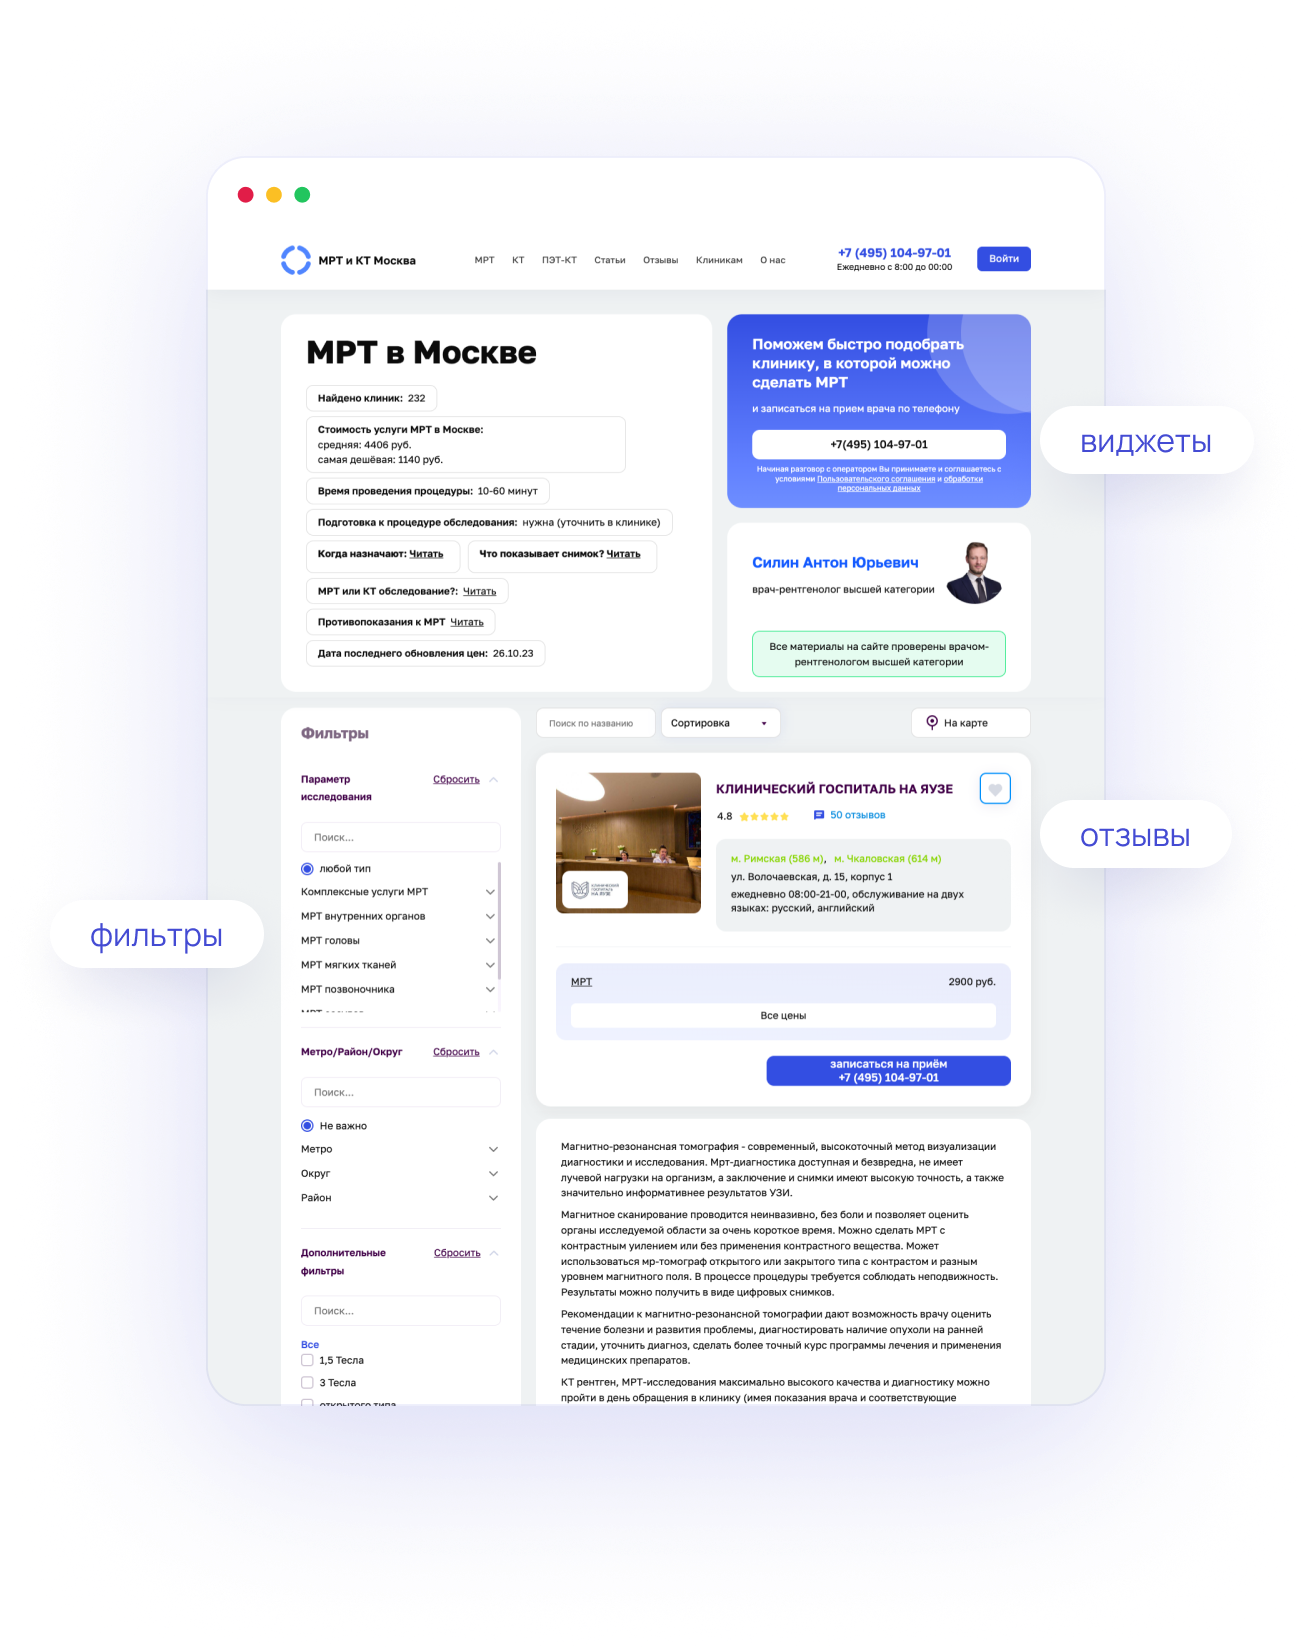 МРТ и КТ Москва
МРТ КТ ПЭТ-КТ Статьи Отзывы Клиникам О нас
+7 (495) 104-97-01
Ежедневно с 8:00 до 00:00
Войти
МРТ в Москве
Найдено клиник: 232
Стоимость услуги МРТ в Москве:
средняя: 4406 руб.
самая дешёвая: 1140 руб.
Время проведения процедуры: 10-60 минут
Подготовка к процедуре обследования: нужна (уточнить в клинике)
Когда назначают: Читать
Что показывает снимок? Читать
МРТ или КТ обследование?: Читать
Противопоказания к МРТ Читать
Дата последнего обновления цен: 26.10.23
Поможем быстро подобрать
клинику, в которой можно
сделать МРТ
и записаться на прием врача по телефону
+7(495) 104-97-01
Начиная разговор с оператором Вы принимаете и соглашаетесь с
условиями Пользовательского соглашения и обработки
персональных данных
виджеты
Силин Антон Юрьевич
врач-рентгенолог высшей категории
Все материалы на сайте проверены врачом-
рентгенологом высшей категории
Фильтры
Параметр
исследования
Сбросить
Поиск...
любой тип
Комплексные услуги МРТ
МРТ внутренних органов
МРТ головы
МРТ мягких тканей
МРТ позвоночника
фильтры
Метро/Район/Округ
Сбросить
Поиск...
Не важно
Метро
Округ
Район
Дополнительные
фильтры
Сбросить
Поиск...
Все
1,5 Тесла
3 Тесла
открытого типа
Поиск по названию
Сортировка
На карте
КЛИНИЧЕСКИЙ
ГОСПИТАЛЬ
НА ЯУЗЕ
КЛИНИЧЕСКИЙ ГОСПИТАЛЬ НА ЯУЗЕ
4.8
50 отзывов
м. Римская (586 м), м. Чкаловская (614 м)
ул. Волочаевская, д. 15, корпус 1
ежедневно 08:00-21-00, обслуживание на двух
языках: русский, английский
отзывы
МРТ
2900 руб.
Все цены
записаться на приём
+7 (495) 104-97-01
Магнитно-резонансная томография - современный, высокоточный метод визуализации
диагностики и исследования. Мрт-диагностика доступная и безвредна, не имеет
лучевой нагрузки на организм, а заключение и снимки имеют высокую точность, а также
значительно информативнее результатов УЗИ.
Магнитное сканирование проводится неинвазивно, без боли и позволяет оценить
органы исследуемой области за очень короткое время. Можно сделать МРТ с
контрастным уилением или без применения контрастного вещества. Может
использоваться мр-томограф открытого или закрытого типа с контрастом и разным
уровнем магнитного поля. В процессе процедуры требуется соблюдать неподвижность.
Результаты можно получить в виде цифровых снимков.
Рекомендации к магнитно-резонансной томографии дают возможность врачу оценить
течение болезни и развития проблемы, диагностировать наличие опухоли на ранней
стадии, уточнить диагноз, сделать более точный курс программы лечения и применения
медицинских препаратов.
КТ рентген, МРТ-исследования максимально высокого качества и диагностику можно
пройти в день обращения в клинику (имея показания врача и соответствующие